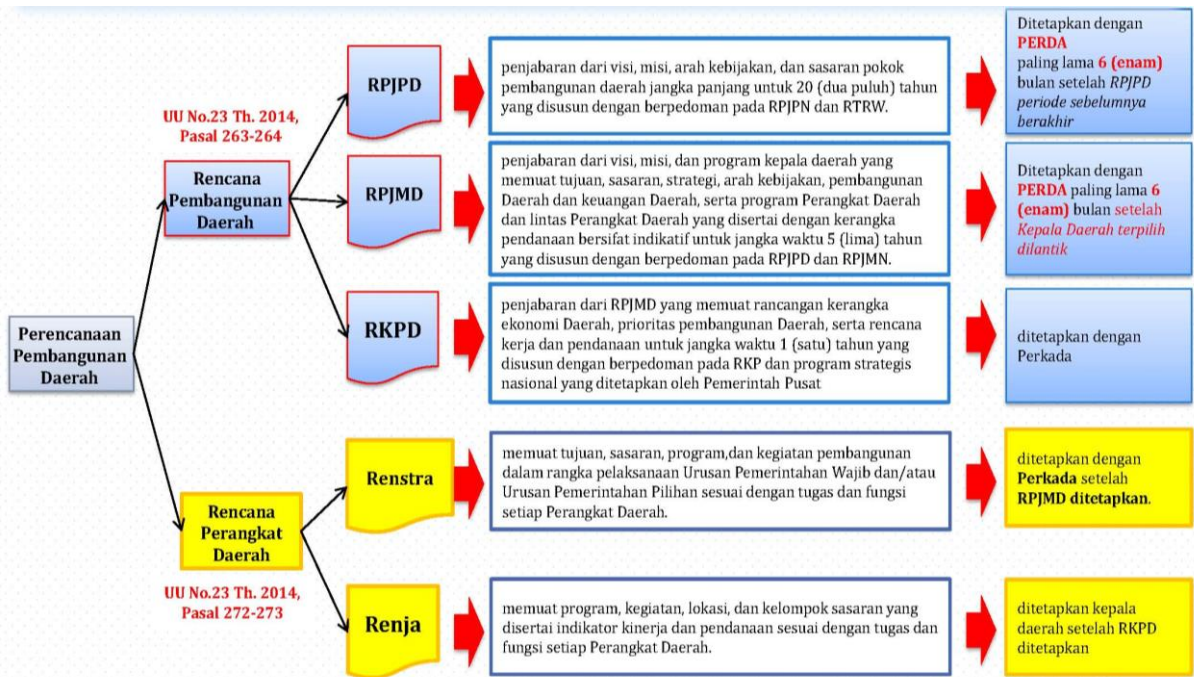 UU No.23 Th. 2014,
Pasal 263-264
Perencanaan
Pembangunan
Daerah
Rencana
Pembangunan
Daerah
RPJPD
penjabaran dari visi, misi, arah kebijakan, dan sasaran pokok
pembangunan daerah jangka panjang untuk 20 (dua puluh) tahun
yang disusun dengan berpedoman pada RPJPN dan RTRW.
Ditetapkan dengan
PERDA
paling lama 6 (enam)
bulan setelah RPJPD
periode sebelumnya
berakhir
RPJMD
penjabaran dari visi, misi, dan program kepala daerah yang
memuat tujuan, sasaran, strategi, arah kebijakan, pembangunan
Daerah dan keuangan Daerah, serta program Perangkat Daerah
dan lintas Perangkat Daerah yang disertai dengan kerangka
pendanaan bersifat indikatif untuk jangka waktu 5 (lima) tahun
yang disusun dengan berpedoman pada RPJPD dan RPJMN.
Ditetapkan dengan
PERDA paling lama 6
(enam) bulan setelah
Kepala Daerah terpilih
dilantik
RKPD
penjabaran dari RPJMD yang memuat rancangan kerangka
ekonomi Daerah, prioritas pembangunan Daerah, serta rencana
kerja dan pendanaan untuk jangka waktu 1 (satu) tahun yang
disusun dengan berpedoman pada RKP dan program strategis
nasional yang ditetapkan oleh Pemerintah Pusat
ditetapkan dengan
Perkada
Rencana
Perangkat
Daerah
UU No.23 Th. 2014,
Pasal 272-273
Renstra
memuat tujuan, sasaran, program,dan kegiatan pembangunan
dalam rangka pelaksanaan Urusan Pemerintahan Wajib dan/atau
Urusan Pemerintahan Pilihan sesuai dengan tugas dan fungsi
setiap Perangkat Daerah.
ditetapkan dengan
Perkada setelah
RPJMD ditetapkan.
Renja
memuat program, kegiatan, lokasi, dan kelompok sasaran yang
disertai indikator kinerja dan pendanaan sesuai dengan tugas dan
fungsi setiap Perangkat Daerah.
ditetapkan kepala
daerah setelah RKPD
ditetapkan